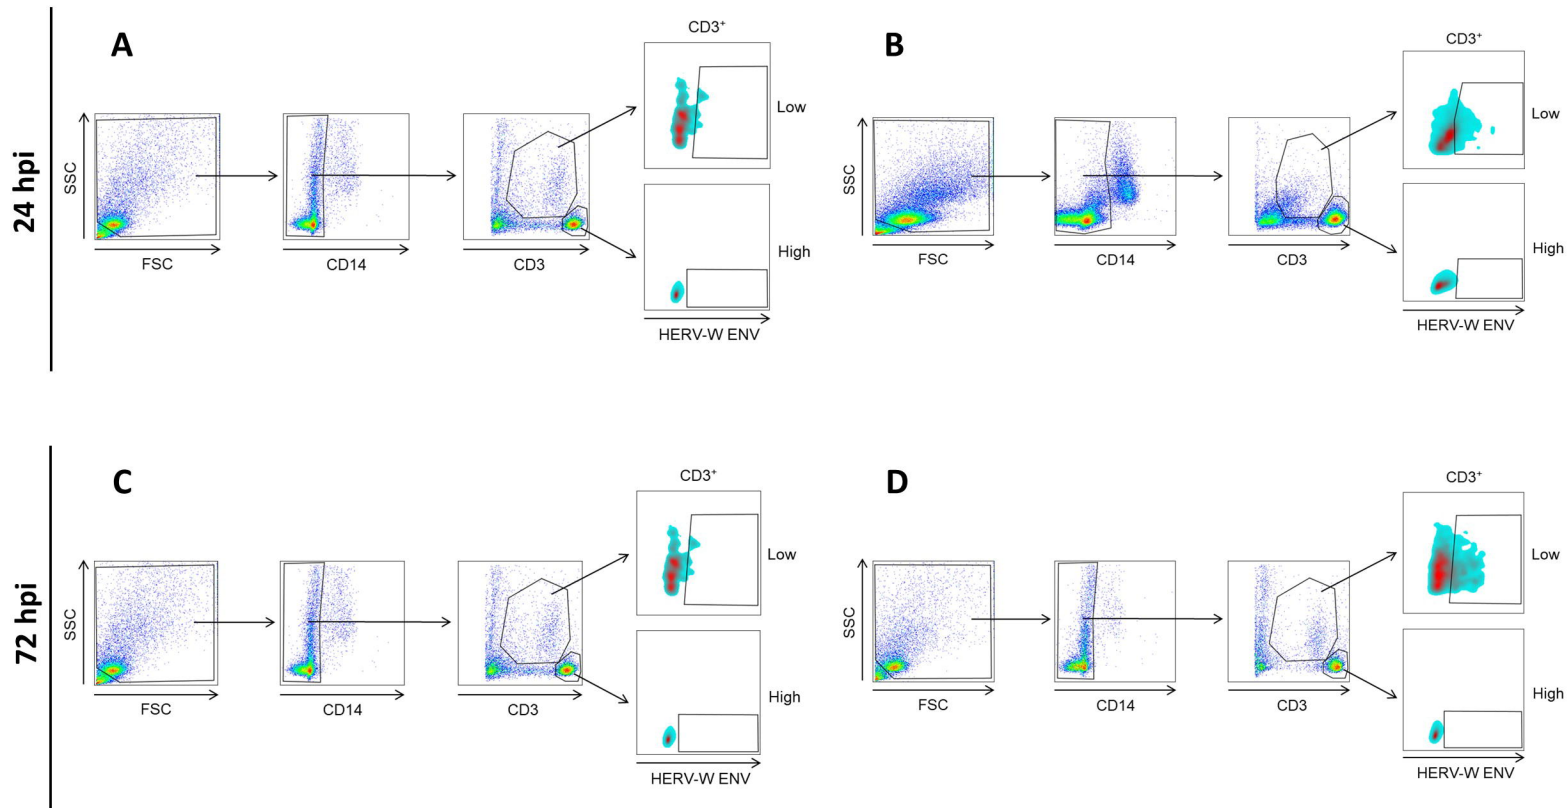 24 hpi
A
SSC
FSC
CD14
CD3
CD3⁺
Low
High
HERV-W ENV
B
SSC
FSC
CD14
CD3
CD3⁺
Low
High
HERV-W ENV
72 hpi
C
SSC
FSC
CD14
CD3
CD3⁺
Low
High
HERV-W ENV
D
SSC
FSC
CD14
CD3
CD3⁺
Low
High
HERV-W ENV